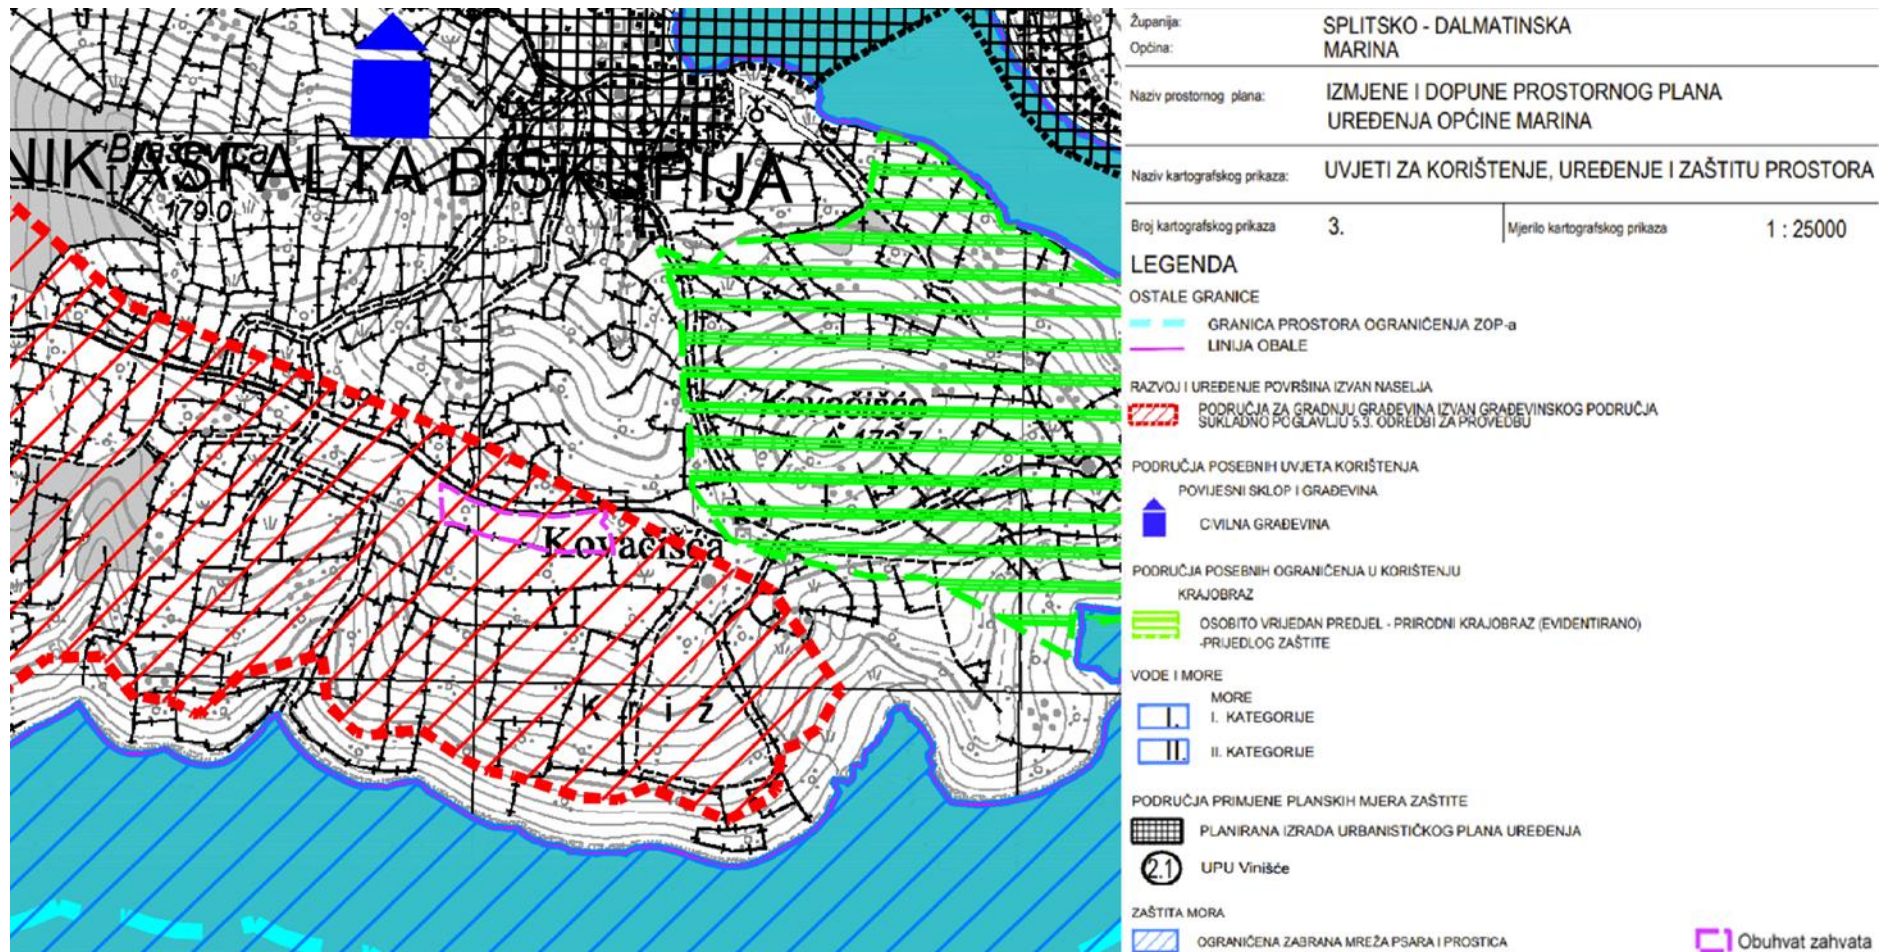 NIK ASFALTA BISKUPIJA
179.0
139
Kovačišća
K i z
Županija:
SPLITSKO - DALMATINSKA
Općina:
MARINA
Naziv prostornog plana:
IZMJENE I DOPUNE PROSTORNOG PLANA
UREĐENJA OPĆINE MARINA
Naziv kartografskog prikaza:
UVJETI ZA KORIŠTENJE, UREĐENJE I ZAŠTITU PROSTORA
Broj kartografskog prikaza
3.
Mjerilo kartografskog prikaza
1 : 25000
LEGENDA
OSTALE GRANICE
GRANICA PROSTORA OGRANIČENJA ZOP-a
LINIJA OBALE
RAZVOJ I UREĐENJE POVRŠINA IZVAN NASELJA
PODRUČJA ZA GRADNJU GRAĐEVINA IZVAN GRAĐEVINSKOG PODRUČJA
SUKLADNO POGLAVLJU 5.3. ODREDBI ZA PROVEDBU
PODRUČJA POSEBNIH UVJETA KORIŠTENJA
POVIJESNI SKLOP I GRAĐEVINA
CIVILNA GRAĐEVINA
PODRUČJA POSEBNIH OGRANIČENJA U KORIŠTENJU
KRAJOBRAZ
OSOBITO VRIJEDAN PREDJEL - PRIRODNI KRAJOBRAZ (EVIDENTIRANO)
-PRIJEDLOG ZAŠTITE
VODE I MORE
MORE
I. I. KATEGORIJE
II. II. KATEGORIJE
PODRUČJA PRIMJENE PLANSKIH MJERA ZAŠTITE
PLANIRANA IZRADA URBANISTIČKOG PLANA UREĐENJA
2.1 UPU Vinišće
ZAŠTITA MORA
OGRANIČENA ZABRANA MREŽA PSARA I PROSTICA
Obuhvat zahvata